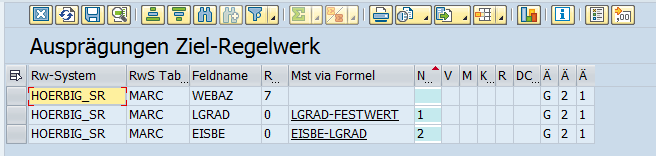 Ausprägungen Ziel-Regelwerk
Rw-System RwS Tab... Feldname R... Mst via Formel N... V M K... R DC... Ä Ä Ä
HOERBIG_SR MARC WEBAZ 7 G 2 1
HOERBIG_SR MARC LGRAD 0 LGRAD-FESTWERT 1 G 2 1
HOERBIG_SR MARC EISBE 0 EISBE-LGRAD 2 G 2 1